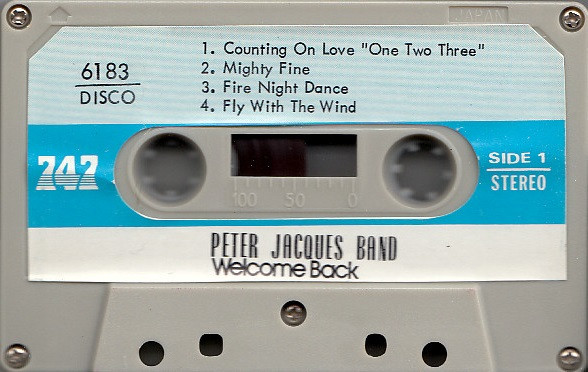 JAPAN
1. Counting On Love "One Two Three"
2. Mighty Fine
3. Fire Night Dance
4. Fly With The Wind
6183
DISCO
747
SIDE 1
STEREO
100 50 0
PETER JACQUES BAND
Welcome Back